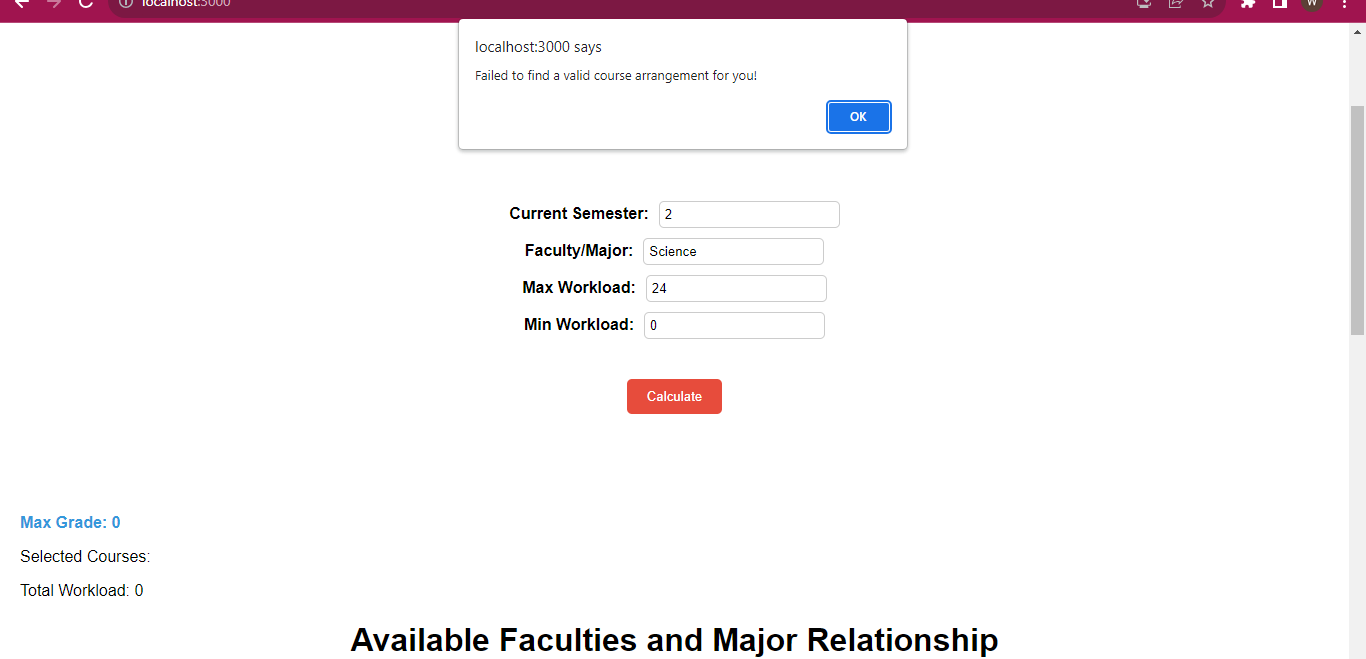 localhost:3000
W
localhost:3000 says
Failed to find a valid course arrangement for you!
OK
Current Semester: 2
Faculty/Major: Science
Max Workload: 24
Min Workload: 0
Calculate
Max Grade: 0
Selected Courses:
Total Workload: 0
Available Faculties and Major Relationship